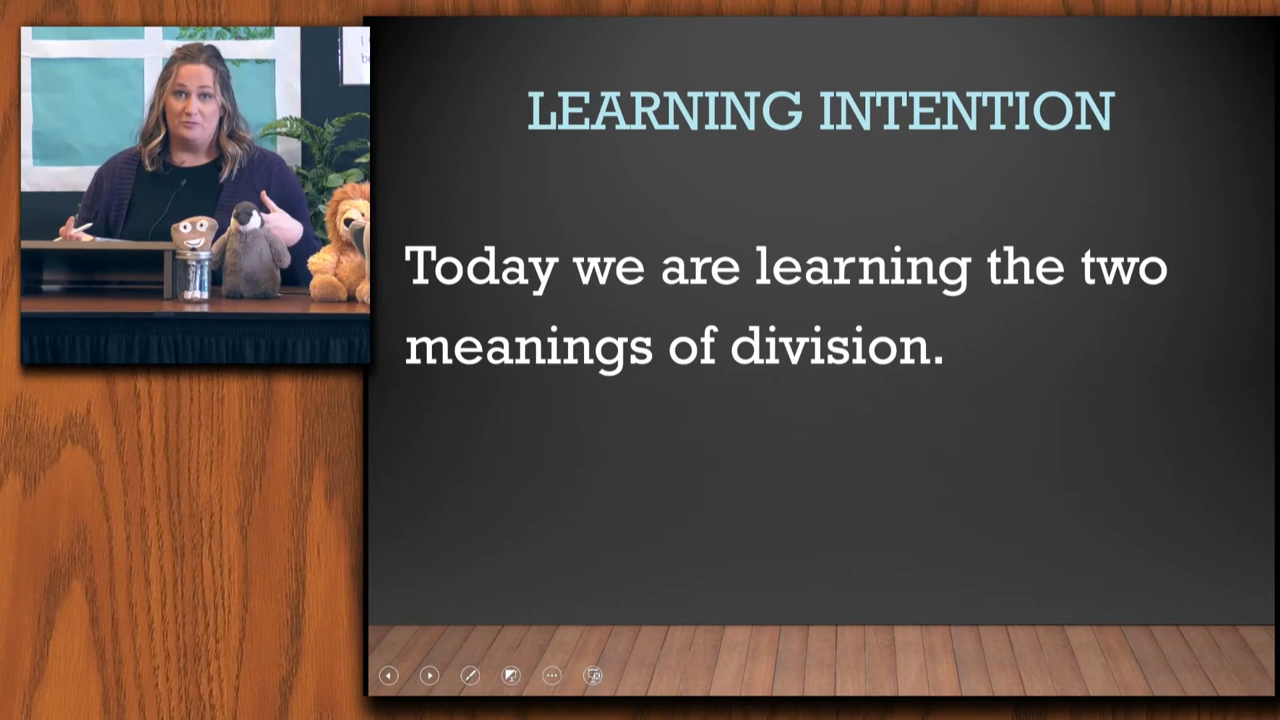 LEARNING INTENTION
Today we are learning the two
meanings of division.